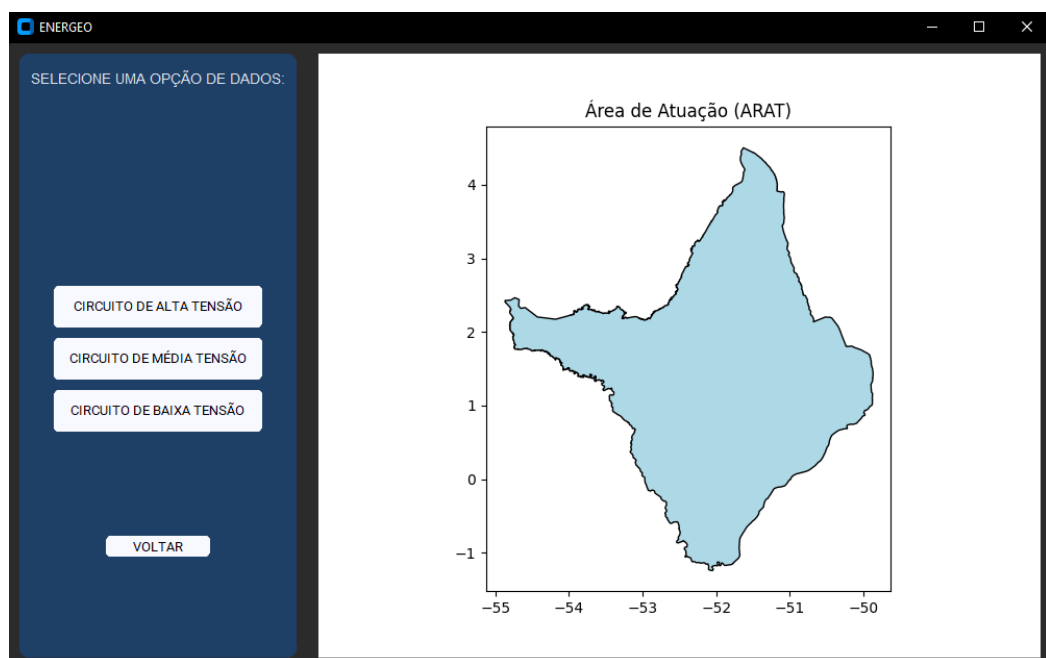 ENERGEO
SELECIONE UMA OPÇÃO DE DADOS:
CIRCUITO DE ALTA TENSÃO
CIRCUITO DE MÉDIA TENSÃO
CIRCUITO DE BAIXA TENSÃO
VOLTAR
Área de Atuação (ARAT)
4
3
2
1
0
−1
−55 −54 −53 −52 −51 −50